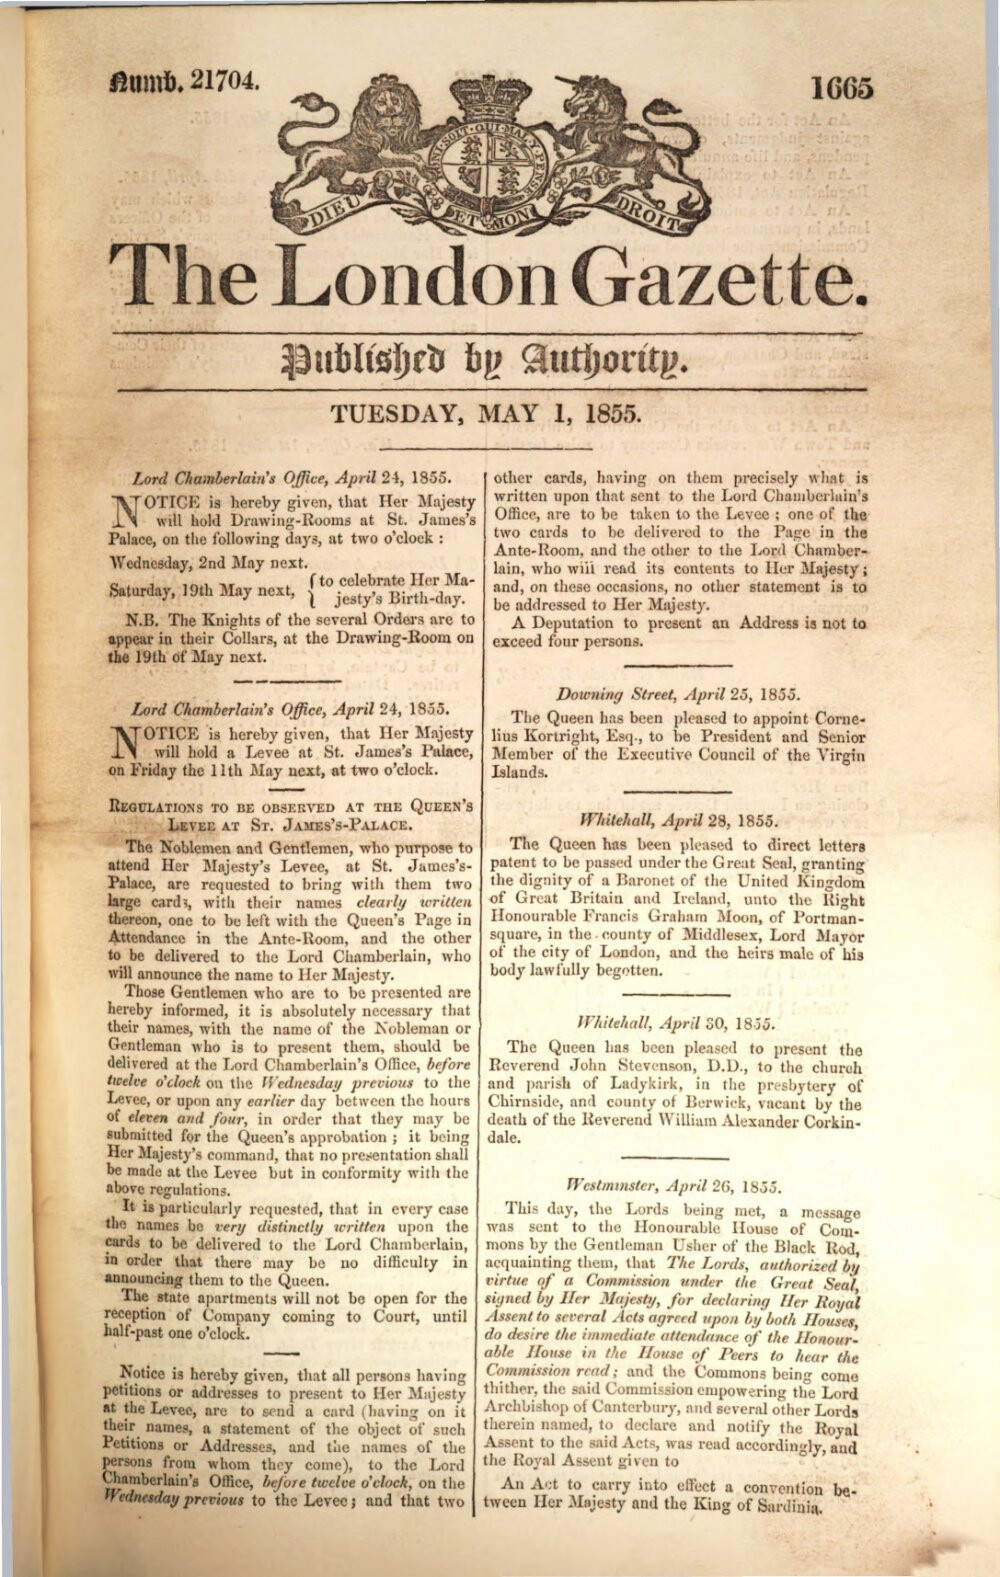 Numb. 21704.
1665
HONI·SOIT·QUI·MAL·Y·PENSE
DIEU ET MON DROIT
The London Gazette.
Published by Authority.
TUESDAY, MAY 1, 1855.
Lord Chamberlain's Office, April 24, 1855.
NOTICE is hereby given, that Her Majesty
will hold Drawing-Rooms at St. James's
Palace, on the following days, at two o'clock :
Wednesday, 2nd May next.
Saturday, 19th May next, { to celebrate Her Ma-
jesty's Birth-day.
N.B. The Knights of the several Orders are to
appear in their Collars, at the Drawing-Room on
the 19th of May next.
Lord Chamberlain's Office, April 24, 1855.
NOTICE is hereby given, that Her Majesty
will hold a Levee at St. James's Palace,
on Friday the 11th May next, at two o'clock.
REGULATIONS TO BE OBSERVED AT THE QUEEN'S
LEVEE AT ST. JAMES'S-PALACE.
The Noblemen and Gentlemen, who purpose to
attend Her Majesty's Levee, at St. James's-
Palace, are requested to bring with them two
large cards, with their names clearly written
thereon, one to be left with the Queen's Page in
Attendance in the Ante-Room, and the other
to be delivered to the Lord Chamberlain, who
will announce the name to Her Majesty.
Those Gentlemen who are to be presented are
hereby informed, it is absolutely necessary that
their names, with the name of the Nobleman or
Gentleman who is to present them, should be
delivered at the Lord Chamberlain's Office, before
twelve o'clock on the Wednesday previous to the
Levee, or upon any earlier day between the hours
of eleven and four, in order that they may be
submitted for the Queen's approbation ; it being
Her Majesty's command, that no presentation shall
be made at the Levee but in conformity with the
above regulations.
It is particularly requested, that in every case
the names be very distinctly written upon the
cards to be delivered to the Lord Chamberlain,
in order that there may be no difficulty in
announcing them to the Queen.
The state apartments will not be open for the
reception of Company coming to Court, until
half-past one o'clock.
Notice is hereby given, that all persons having
petitions or addresses to present to Her Majesty
at the Levee, are to send a card (having on it
their names, a statement of the object of such
Petitions or Addresses, and the names of the
persons from whom they come), to the Lord
Chamberlain's Office, before twelve o'clock, on the
Wednesday previous to the Levee; and that two
other cards, having on them precisely what is
written upon that sent to the Lord Chamberlain's
Office, are to be taken to the Levee ; one of the
two cards to be delivered to the Page in the
Ante-Room, and the other to the Lord Chamber-
lain, who will read its contents to Her Majesty ;
and, on these occasions, no other statement is to
be addressed to Her Majesty.
A Deputation to present an Address is not to
exceed four persons.
Downing Street, April 25, 1855.
The Queen has been pleased to appoint Corne-
lius Kortright, Esq., to be President and Senior
Member of the Executive Council of the Virgin
Islands.
Whitehall, April 28, 1855.
The Queen has been pleased to direct letters
patent to be passed under the Great Seal, granting
the dignity of a Baronet of the United Kingdom
of Great Britain and Ireland, unto the Right
Honourable Francis Graham Moon, of Portman-
square, in the county of Middlesex, Lord Mayor
of the city of London, and the heirs male of his
body lawfully begotten.
Whitehall, April 30, 1855.
The Queen has been pleased to present the
Reverend John Stevenson, D.D., to the church
and parish of Ladykirk, in the presbytery of
Chirnside, and county of Berwick, vacant by the
death of the Reverend William Alexander Corkin-
dale.
Westminster, April 26, 1855.
This day, the Lords being met, a message
was sent to the Honourable House of Com-
mons by the Gentleman Usher of the Black Rod,
acquainting them, that The Lords, authorized by
virtue of a Commission under the Great Seal,
signed by Her Majesty, for declaring Her Royal
Assent to several Acts agreed upon by both Houses,
do desire the immediate attendance of the Honour-
able House in the House of Peers to hear the
Commission read ; and the Commons being come
thither, the said Commission empowering the Lord
Archbishop of Canterbury, and several other Lords
therein named, to declare and notify the Royal
Assent to the said Acts, was read accordingly, and
the Royal Assent given to
An Act to carry into effect a convention be-
tween Her Majesty and the King of Sardinia.